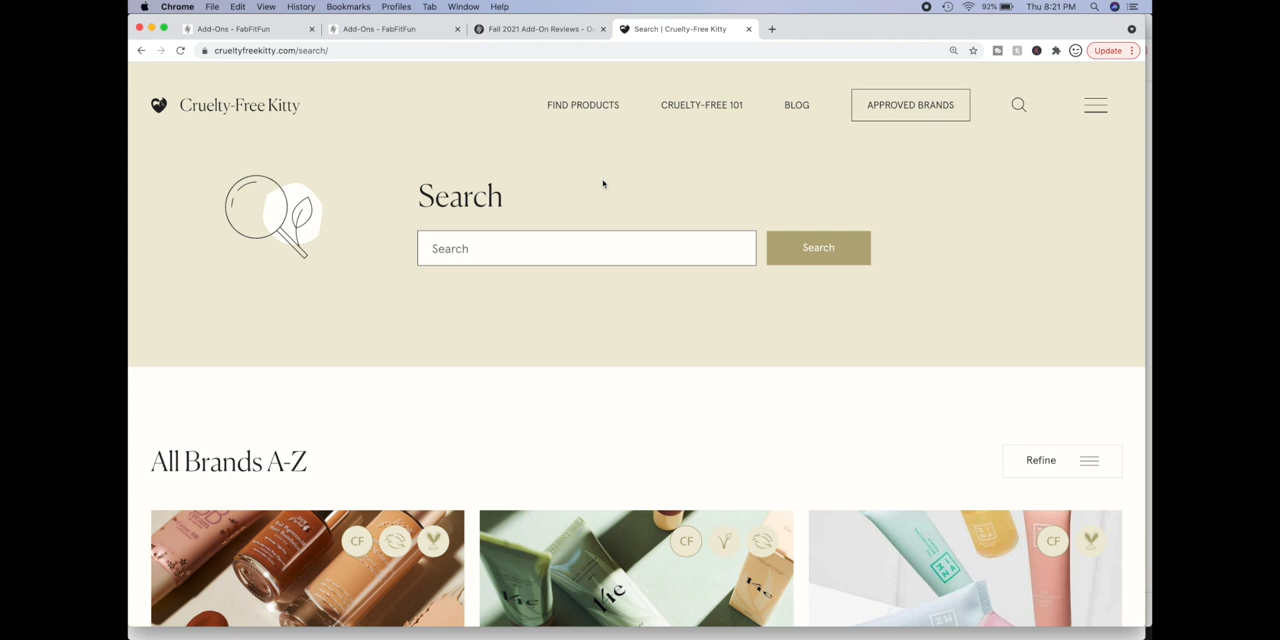 Chrome File Edit View History Bookmarks Profiles Tab Window Help 92% Thu 8:21 PM
Add-Ons - FabFitFun Add-Ons - FabFitFun Fall 2021 Add-On Reviews - O Search | Cruelty-Free Kitty
crueltyfreekitty.com/search/ Update
Cruelty-Free Kitty FIND PRODUCTS CRUELTY-FREE 101 BLOG APPROVED BRANDS
Search
Search Search
All Brands A-Z Refine
CF CF CF
Vie Vie